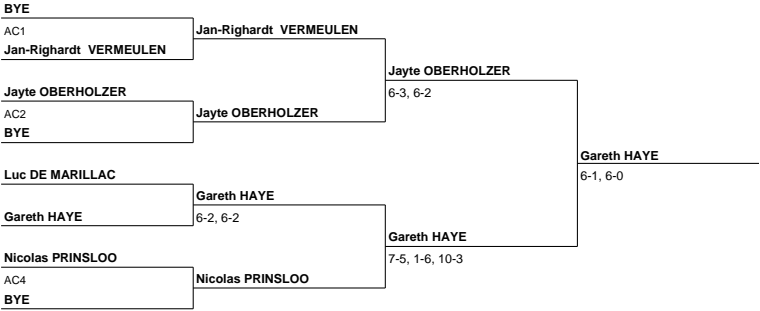 BYE
AC1
Jan-Righardt VERMEULEN
Jan-Righardt VERMEULEN
Jayte OBERHOLZER
6-3, 6-2
Jayte OBERHOLZER
AC2
BYE
Jayte OBERHOLZER
Gareth HAYE
6-1, 6-0
Luc DE MARILLAC
Gareth HAYE
Gareth HAYE
6-2, 6-2
Gareth HAYE
7-5, 1-6, 10-3
Nicolas PRINSLOO
AC4
BYE
Nicolas PRINSLOO